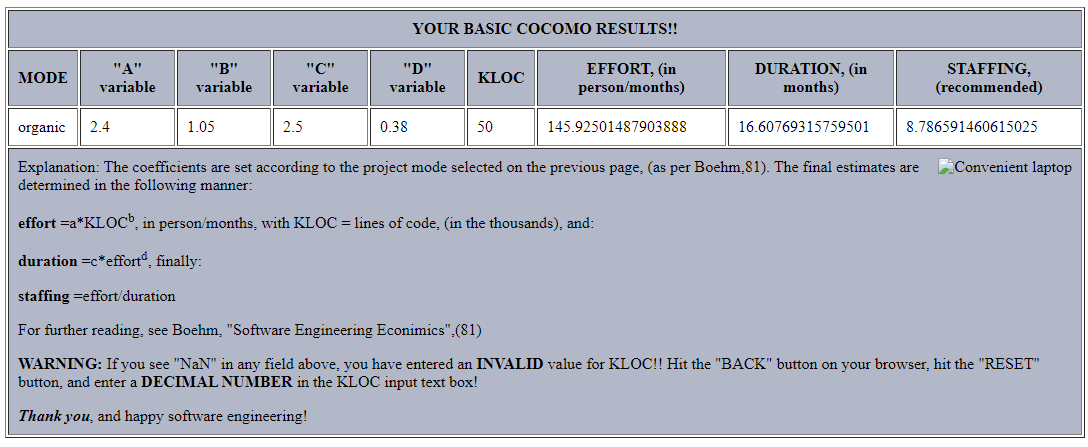 YOUR BASIC COCOMO RESULTS!!
MODE "A" variable "B" variable "C" variable "D" variable KLOC EFFORT, (in person/months) DURATION, (in months) STAFFING, (recommended)
organic 2.4 1.05 2.5 0.38 50 145.92501487903888 16.60769315759501 8.786591460615025
Explanation: The coefficients are set according to the project mode selected on the previous page, (as per Boehm,81). The final estimates are
determined in the following manner:
Convenient laptop
effort =a*KLOCb, in person/months, with KLOC = lines of code, (in the thousands), and:
duration =c*effortd, finally:
staffing =effort/duration
For further reading, see Boehm, "Software Engineering Econimics",(81)
WARNING: If you see "NaN" in any field above, you have entered an INVALID value for KLOC!! Hit the "BACK" button on your browser, hit the "RESET"
button, and enter a DECIMAL NUMBER in the KLOC input text box!
Thank you, and happy software engineering!